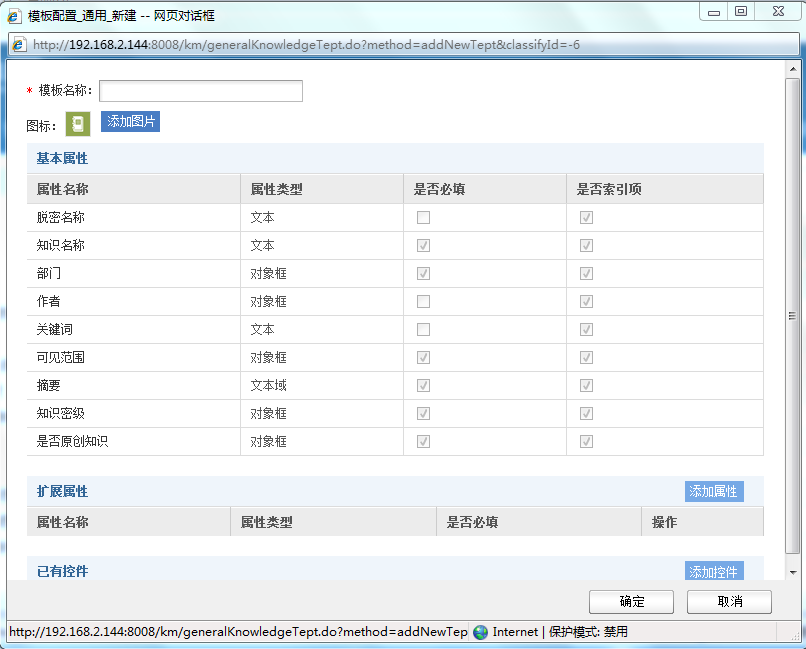 模板配置_通用_新建 -- 网页对话框
http://192.168.2.144:8008/km/generalKnowledgeTept.do?method=addNewTept&classifyId=-6
* 模板名称:
图标: 添加图片
基本属性
属性名称 属性类型 是否必填 是否索引项
脱密名称 文本
知识名称 文本
部门 对象框
作者 对象框
关键词 文本
可见范围 对象框
摘要 文本域
知识密级 对象框
是否原创知识 对象框
扩展属性 添加属性
属性名称 属性类型 是否必填 操作
已有控件 添加控件
确定 取消
http://192.168.2.144:8008/km/generalKnowledgeTept.do?method=addNewTep Internet | 保护模式: 禁用